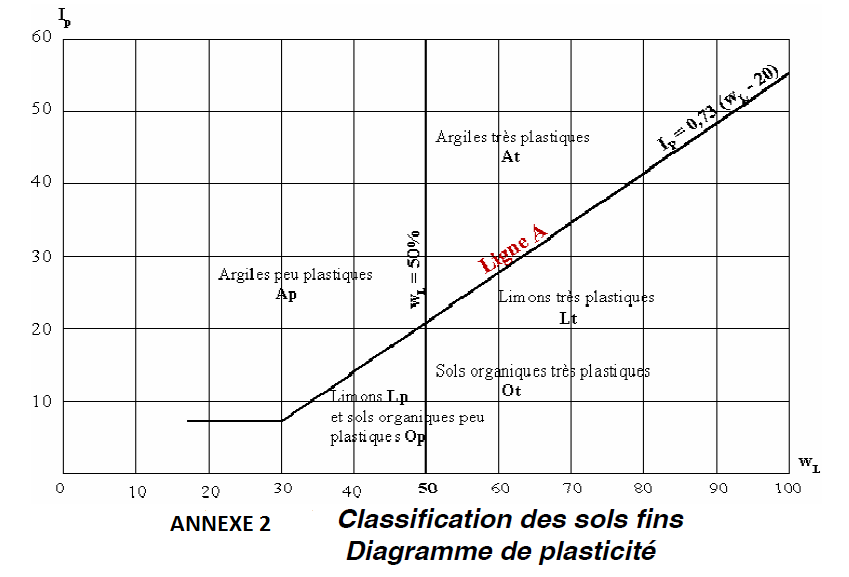 Ip
60
50
40
30
20
10
0
10
20
30
40
50
60
70
80
90
100
wL
Argiles très plastiques
At
Ip = 0,73 (wL - 20)
Ligne A
wL = 50%
Argiles peu plastiques
Ap
Limons très plastiques
Lt
Sols organiques très plastiques
Ot
Limons Lp
et sols organiques peu
plastiques Op
ANNEXE 2
Classification des sols fins
Diagramme de plasticité